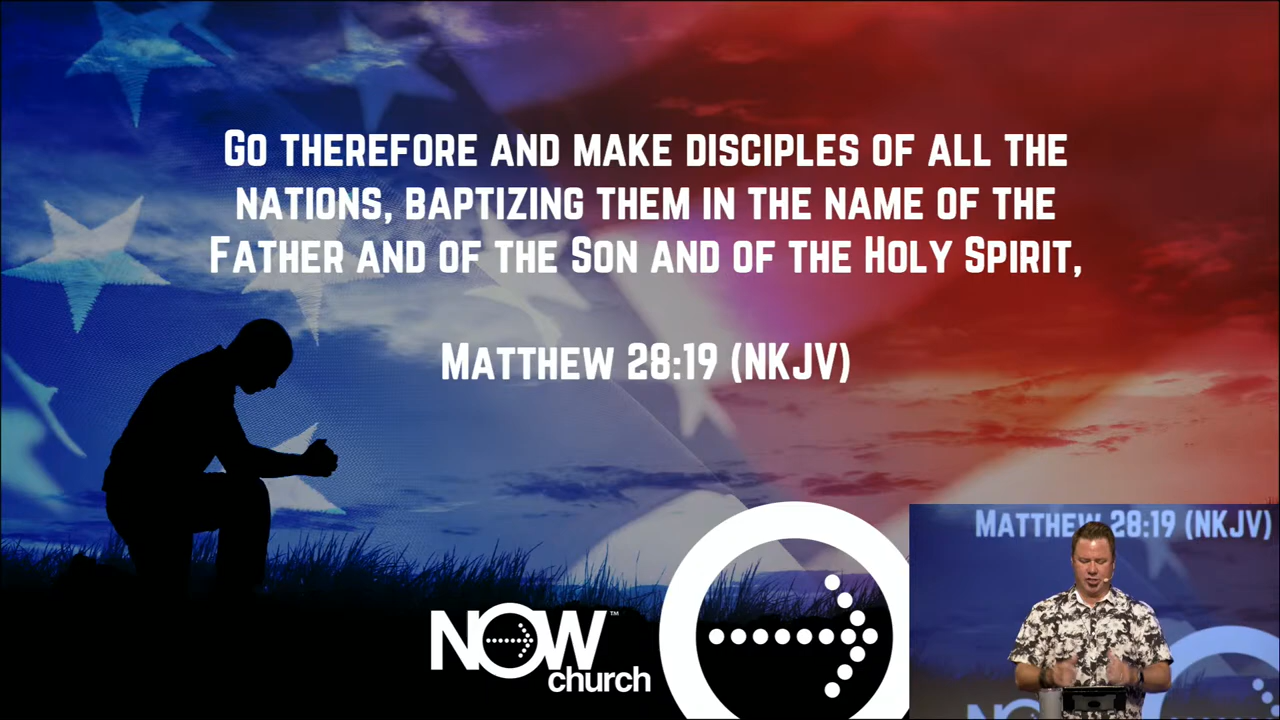 Go therefore and make disciples of all the
nations, baptizing them in the name of the
Father and of the Son and of the Holy Spirit,
Matthew 28:19 (NKJV)
NOW™
church
Matthew 28:19 (NKJV)
NOW